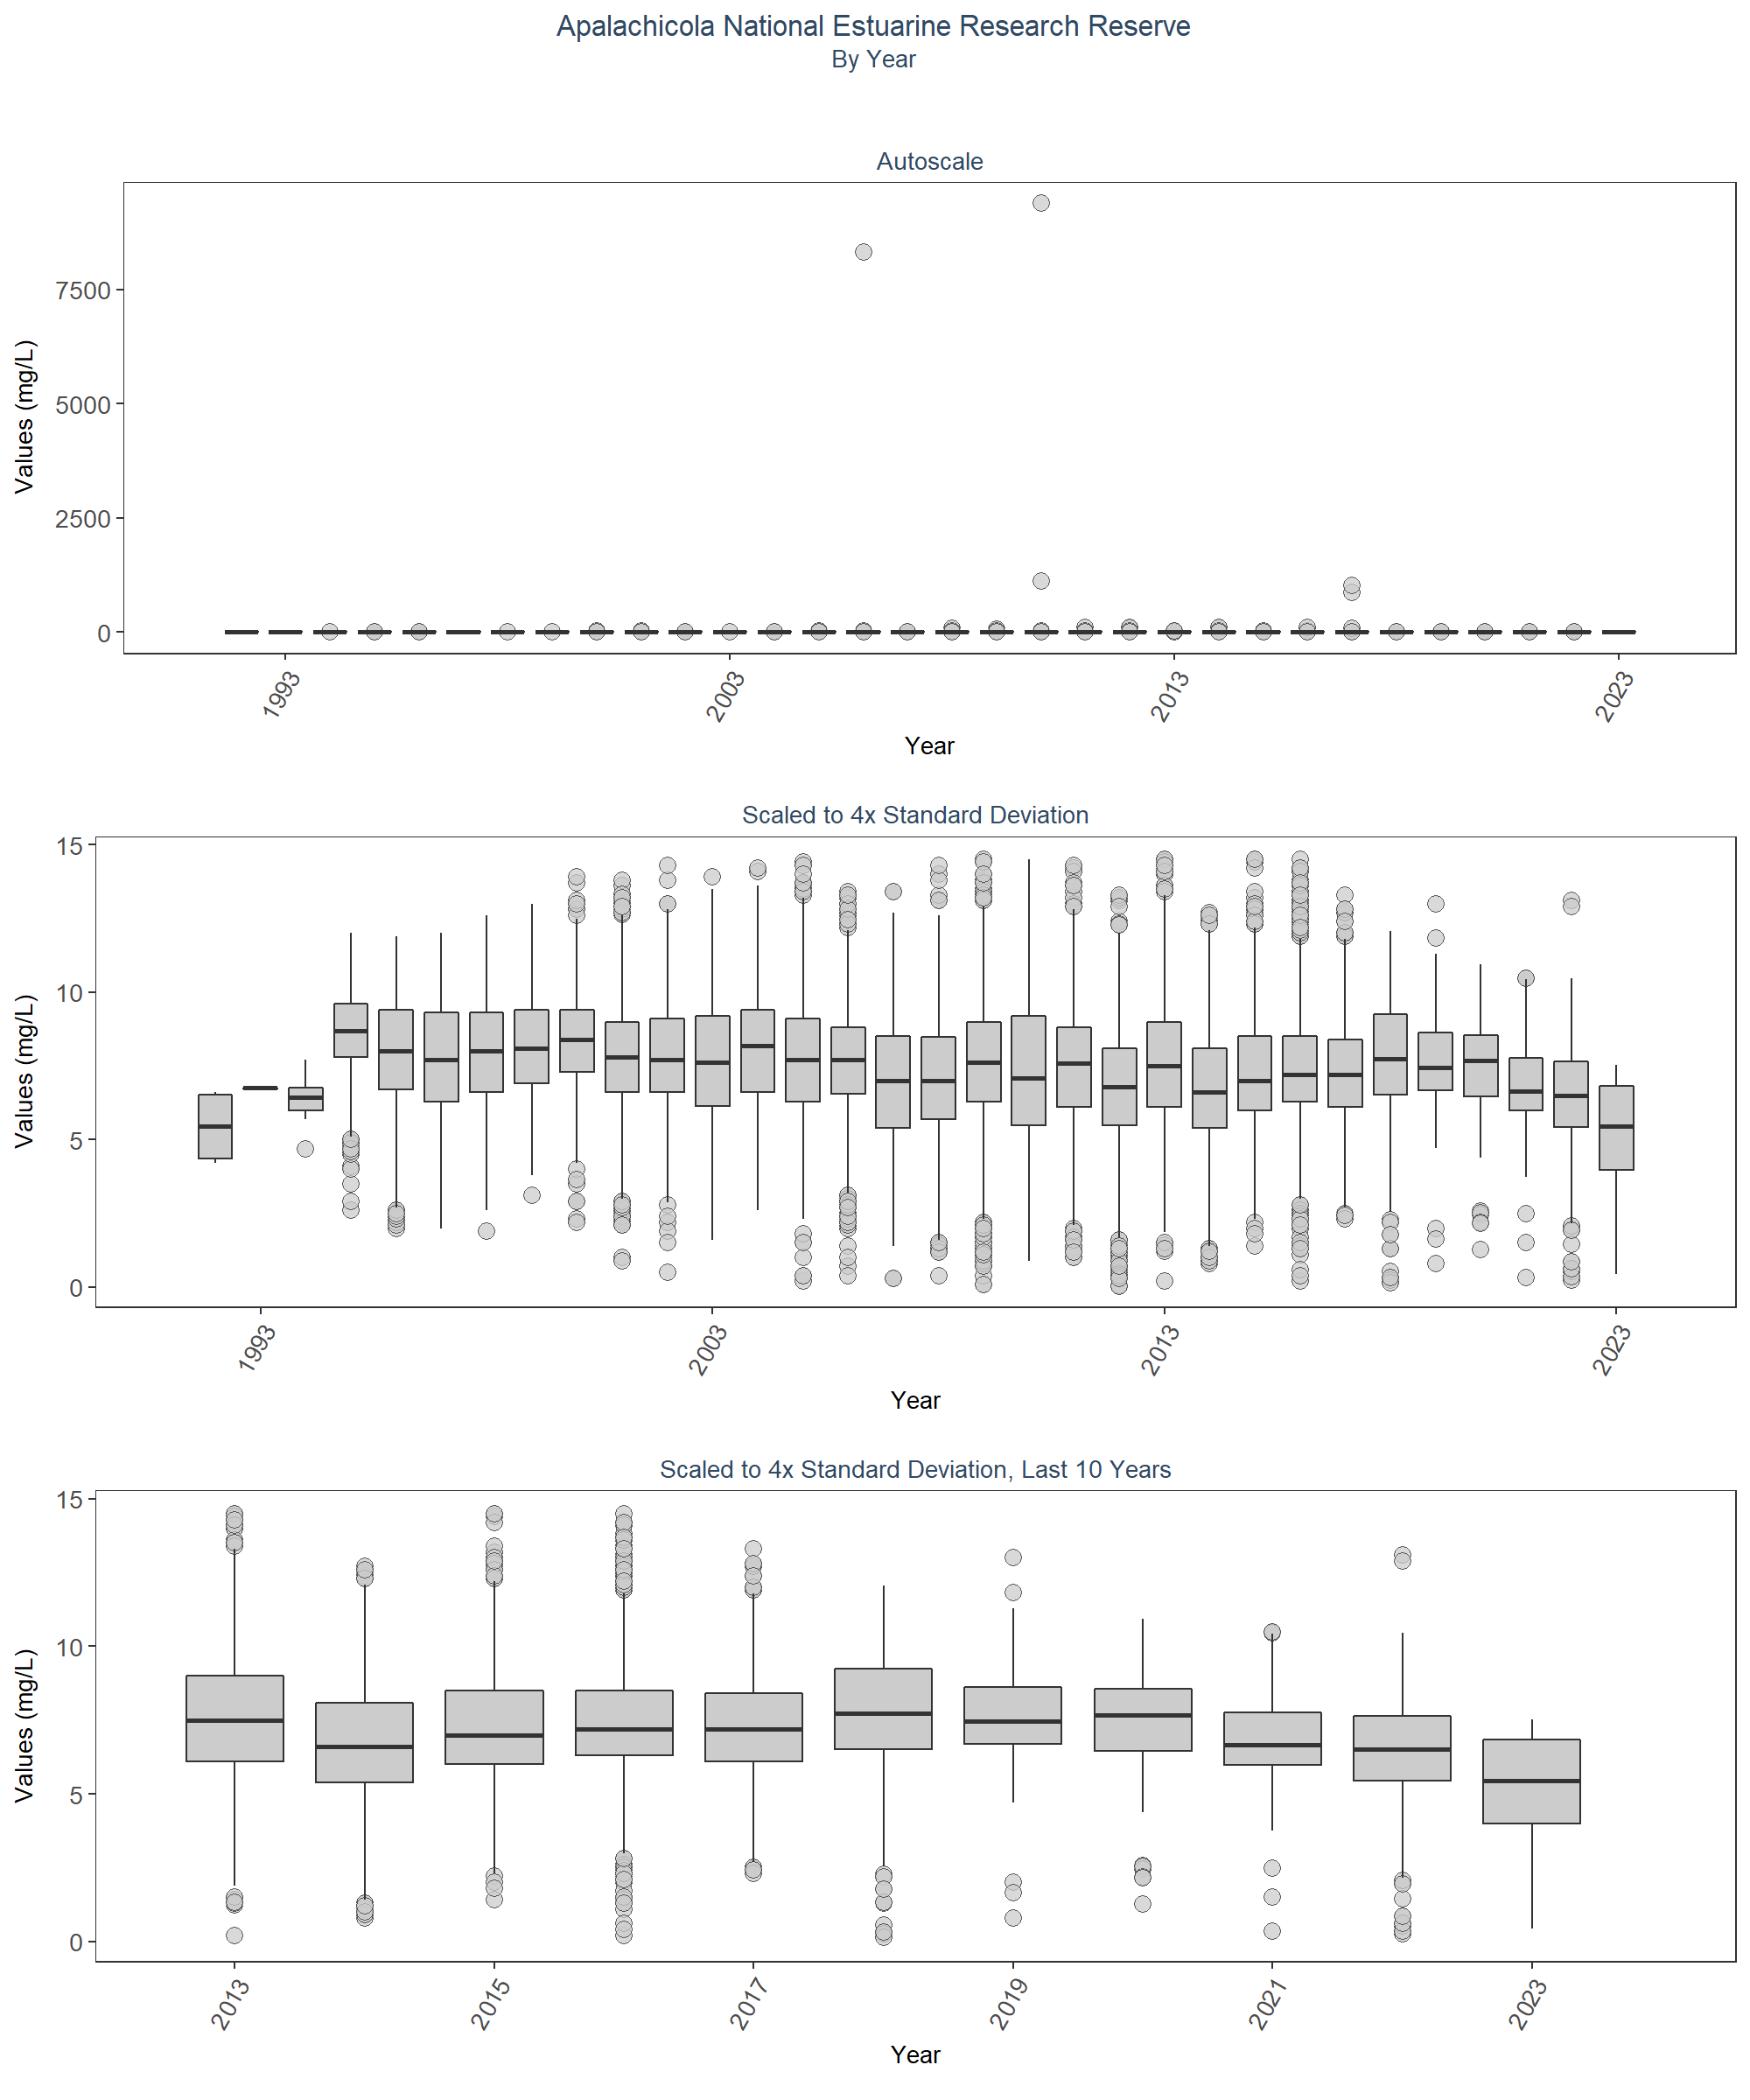 Apalachicola National Estuarine Research Reserve
By Year
Autoscale
Values (mg/L)
7500
5000
2500
0
1993
2003
2013
2023
Year
Scaled to 4x Standard Deviation
Values (mg/L)
15
10
5
0
1993
2003
2013
2023
Year
Scaled to 4x Standard Deviation, Last 10 Years
Values (mg/L)
15
10
5
0
2013
2015
2017
2019
2021
2023
Year